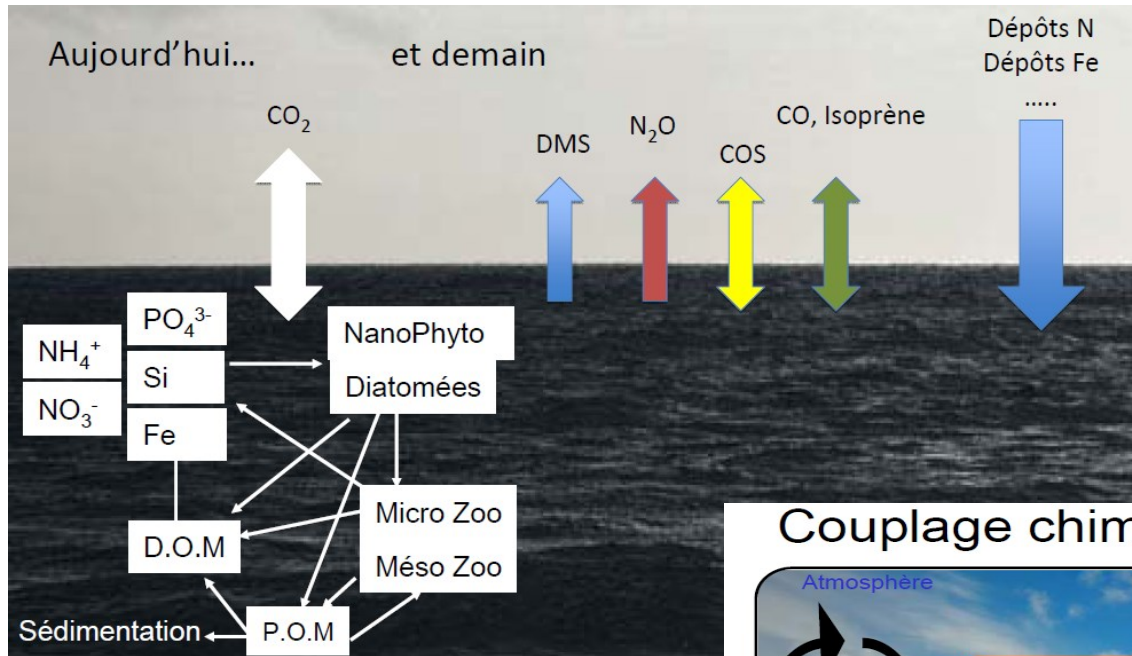 Aujourd'hui... et demain
Dépôts N
Dépôts Fe
.....
CO₂
DMS
N₂O
COS
CO, Isoprène
PO₄³⁻
NH₄⁺
Si
NO₃⁻
Fe
NanoPhyto
Diatomées
Micro Zoo
Méso Zoo
D.O.M
P.O.M
Sédimentation
Couplage chim
Atmosphère